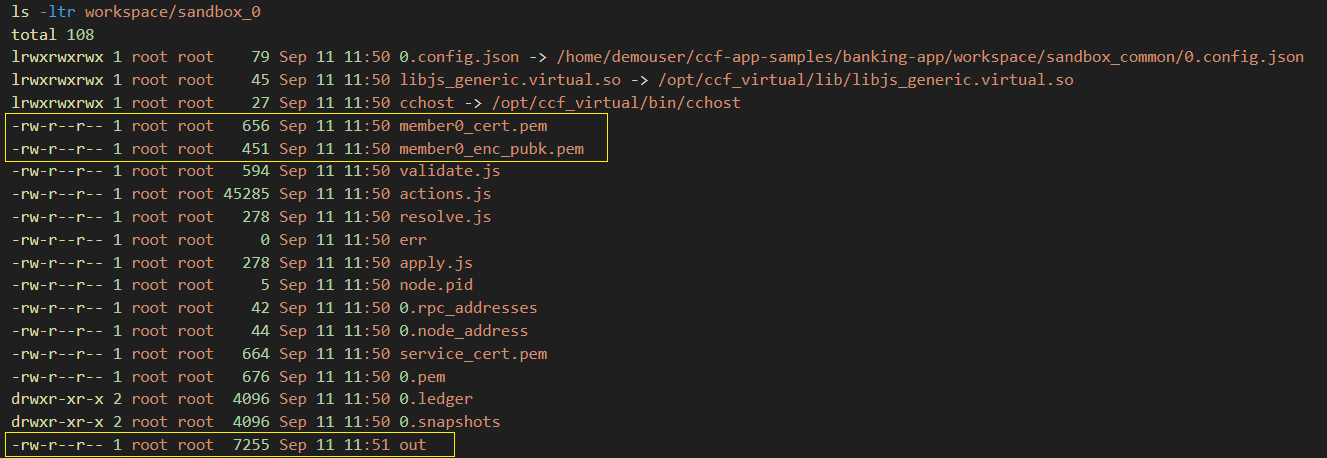 ls -ltr workspace/sandbox_0
total 108
lrwxrwxrwx 1 root root    79 Sep 11 11:50 0.config.json -> /home/demouser/ccf-app-samples/banking-app/workspace/sandbox_common/0.config.json
lrwxrwxrwx 1 root root    45 Sep 11 11:50 libjs_generic.virtual.so -> /opt/ccf_virtual/lib/libjs_generic.virtual.so
lrwxrwxrwx 1 root root    27 Sep 11 11:50 cchost -> /opt/ccf_virtual/bin/cchost
-rw-r--r-- 1 root root   656 Sep 11 11:50 member0_cert.pem
-rw-r--r-- 1 root root   451 Sep 11 11:50 member0_enc_pubk.pem
-rw-r--r-- 1 root root   594 Sep 11 11:50 validate.js
-rw-r--r-- 1 root root 45285 Sep 11 11:50 actions.js
-rw-r--r-- 1 root root   278 Sep 11 11:50 resolve.js
-rw-r--r-- 1 root root     0 Sep 11 11:50 err
-rw-r--r-- 1 root root   278 Sep 11 11:50 apply.js
-rw-r--r-- 1 root root     5 Sep 11 11:50 node.pid
-rw-r--r-- 1 root root    42 Sep 11 11:50 0.rpc_addresses
-rw-r--r-- 1 root root    44 Sep 11 11:50 0.node_address
-rw-r--r-- 1 root root   664 Sep 11 11:50 service_cert.pem
-rw-r--r-- 1 root root   676 Sep 11 11:50 0.pem
drwxr-xr-x 2 root root  4096 Sep 11 11:50 0.ledger
drwxr-xr-x 2 root root  4096 Sep 11 11:50 0.snapshots
-rw-r--r-- 1 root root  7255 Sep 11 11:51 out